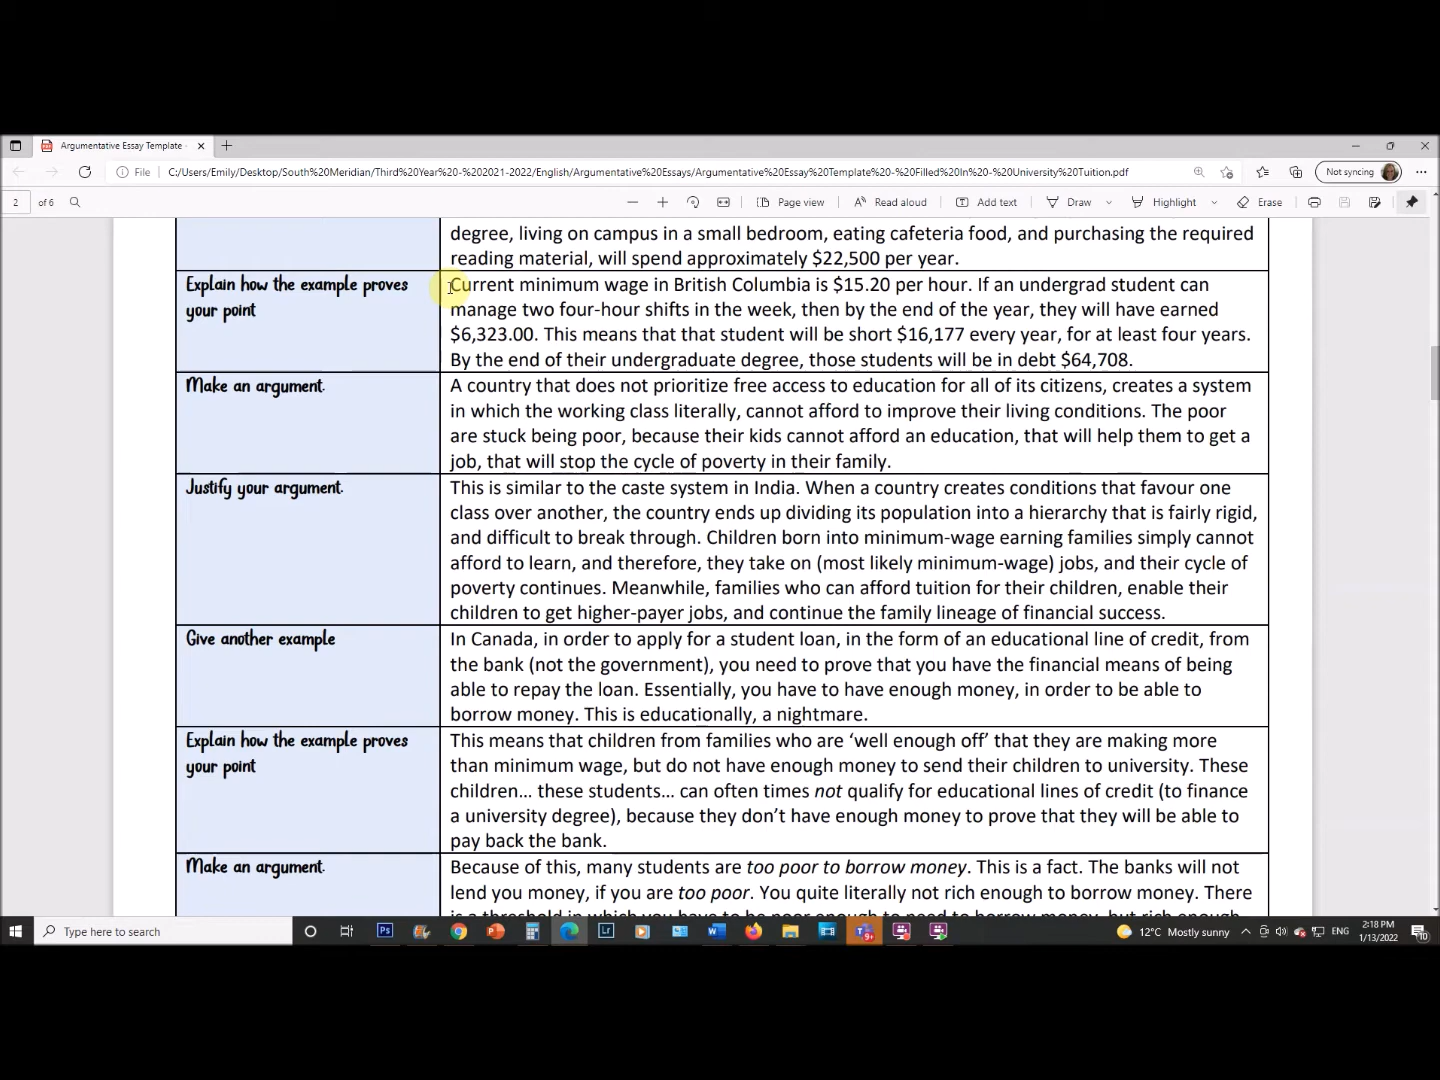 Argumentative Essay Template -
File
C:/Users/Emily/Desktop/South%20Meridian/Third%20Year%20-%202021-2022/English/Argumentative%20Essays/Argumentative%20Essay%20Template%20-%20Filled%20In%20-%20University%20Tuition.pdf
Not syncing
2 of 6
Page view
Read aloud
Add text
Draw
Highlight
Erase
degree, living on campus in a small bedroom, eating cafeteria food, and purchasing the required
reading material, will spend approximately $22,500 per year.
Explain how the example proves
your point
Current minimum wage in British Columbia is $15.20 per hour. If an undergrad student can
manage two four-hour shifts in the week, then by the end of the year, they will have earned
$6,323.00. This means that that student will be short $16,177 every year, for at least four years.
By the end of their undergraduate degree, those students will be in debt $64,708.
Make an argument.
A country that does not prioritize free access to education for all of its citizens, creates a system
in which the working class literally, cannot afford to improve their living conditions. The poor
are stuck being poor, because their kids cannot afford an education, that will help them to get a
job, that will stop the cycle of poverty in their family.
Justify your argument.
This is similar to the caste system in India. When a country creates conditions that favour one
class over another, the country ends up dividing its population into a hierarchy that is fairly rigid,
and difficult to break through. Children born into minimum-wage earning families simply cannot
afford to learn, and therefore, they take on (most likely minimum-wage) jobs, and their cycle of
poverty continues. Meanwhile, families who can afford tuition for their children, enable their
children to get higher-payer jobs, and continue the family lineage of financial success.
Give another example
In Canada, in order to apply for a student loan, in the form of an educational line of credit, from
the bank (not the government), you need to prove that you have the financial means of being
able to repay the loan. Essentially, you have to have enough money, in order to be able to
borrow money. This is educationally, a nightmare.
Explain how the example proves
your point
This means that children from families who are ‘well enough off’ that they are making more
than minimum wage, but do not have enough money to send their children to university. These
children… these students… can often times not qualify for educational lines of credit (to finance
a university degree), because they don’t have enough money to prove that they will be able to
pay back the bank.
Make an argument.
Because of this, many students are too poor to borrow money. This is a fact. The banks will not
lend you money, if you are too poor. You quite literally not rich enough to borrow money. There
is a threshold in which you have to be poor enough to need to borrow money, but rich enough
Type here to search
12°C Mostly sunny
ENG
2:18 PM
1/13/2022